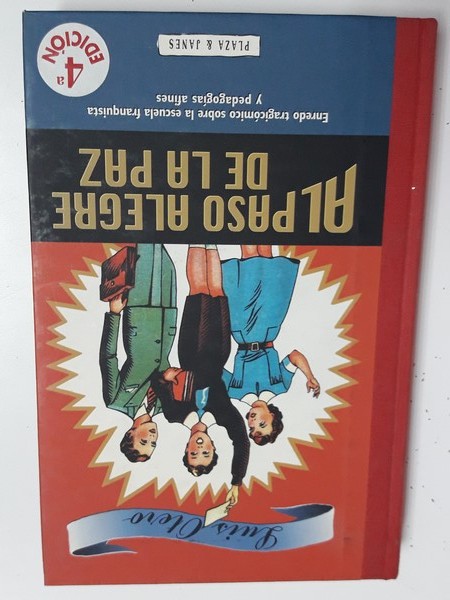 Luis Otero
AL PASO ALEGRE
DE LA PAZ
Enredo tragicómico sobre la escuela franquista
y pedagogías afines
PLAZA & JANES
4ª
EDICIÓN